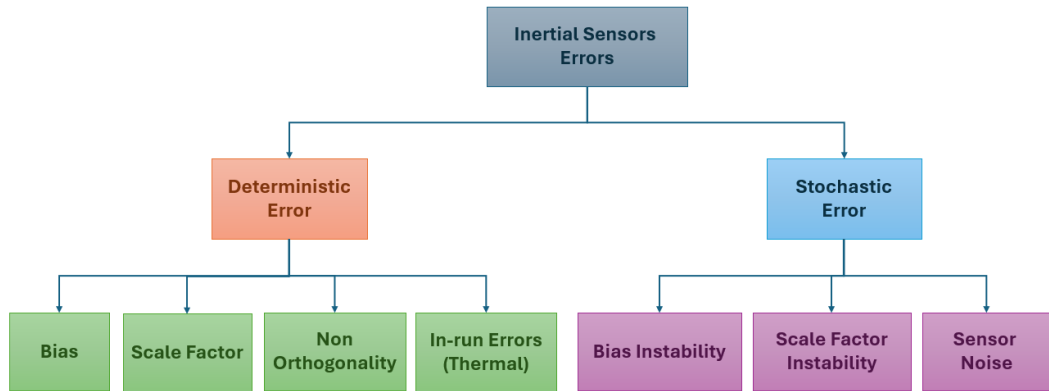 Inertial Sensors
Errors
Deterministic
Error
Stochastic
Error
Bias
Scale Factor
Non
Orthogonality
In-run Errors
(Thermal)
Bias Instability
Scale Factor
Instability
Sensor
Noise